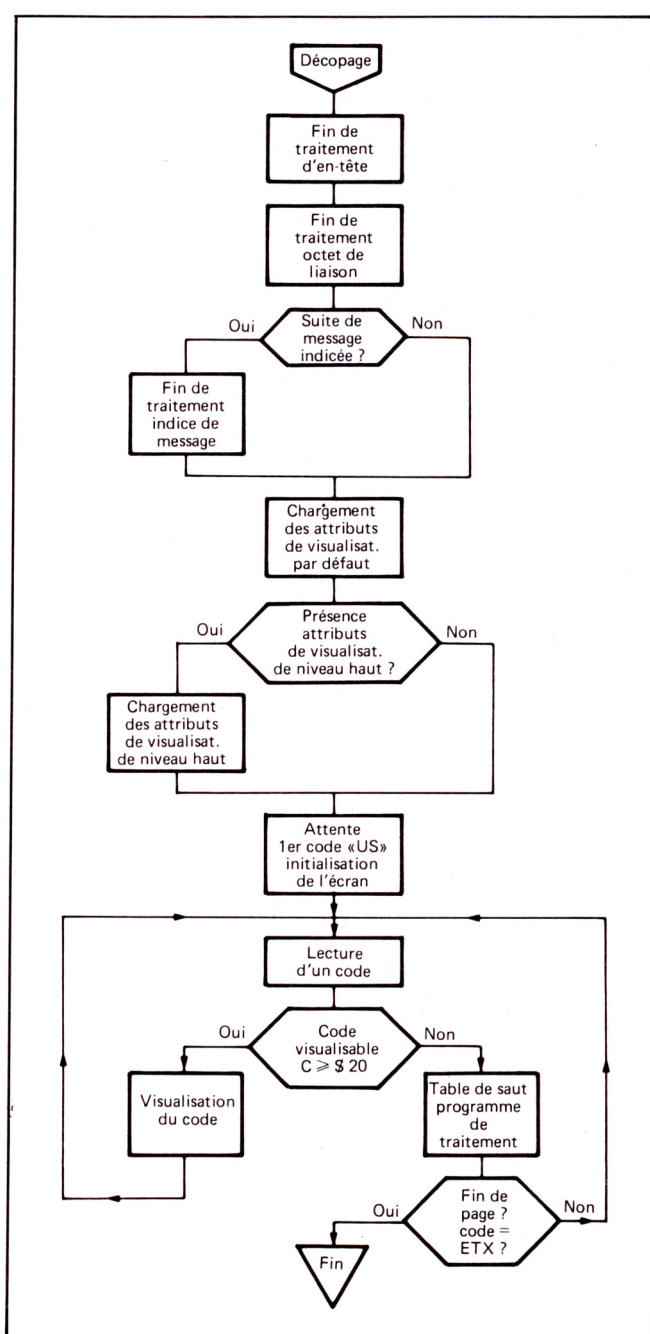 Décopage
Fin de
traitement
d'en-tête
Fin de
traitement
octet de
liaison
Oui
Suite de
message
indicée ?
Non
Fin de
traitement
indice de
message
Chargement
des attributs
de visualisat.
par défaut
Oui
Présence
attributs
de visualisat.
de niveau haut ?
Non
Chargement
des attributs
de visualisat.
de niveau haut
Attente
1er code «US»
initialisation
de l'écran
Lecture
d'un code
Oui
Code
visualisable
C ⩾ $ 20
Non
Visualisation
du code
Table de saut
programme
de
traitement
Oui
Fin de
page ?
code =
ETX ?
Non
Fin